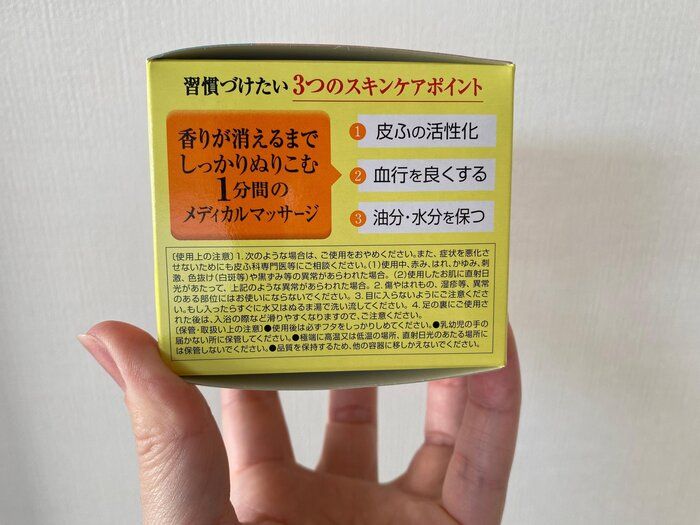 習慣づけたい 3つのスキンケアポイント
香りが消えるまで
しっかりぬりこむ
1分間の
メディカルマッサージ
1 皮ふの活性化
2 血行を良くする
3 油分・水分を保つ
〔使用上の注意〕1.次のような場合は、ご使用をおやめください。また、症状を悪化さ
せないためにも皮ふ科専門医等にご相談ください。(1)使用中、赤み、はれ、かゆみ、刺
激、色抜け(白斑等)や黒ずみ等の異常があらわれた場合。(2)使用したお肌に直射日
光があたって、上記のような異常があらわれた場合。2.傷やはれもの、湿疹等、異常
のある部位にはお使いにならないでください。3.目に入らないようにご注意くださ
い。もし入ったらすぐに水又はぬるま湯で洗い流してください。4.足の裏にご使用さ
れた後は、入浴の際など滑りやすくなりますので、ご注意ください。
〔保管・取扱い上の注意〕●使用後は必ずフタをしっかりしめてください。●乳幼児の手の
届かない所に保管してください。●極端に高温又は低温の場所、直射日光のあたる場所に
は保管しないでください。●品質を保持するため、他の容器に移しかえないでください。